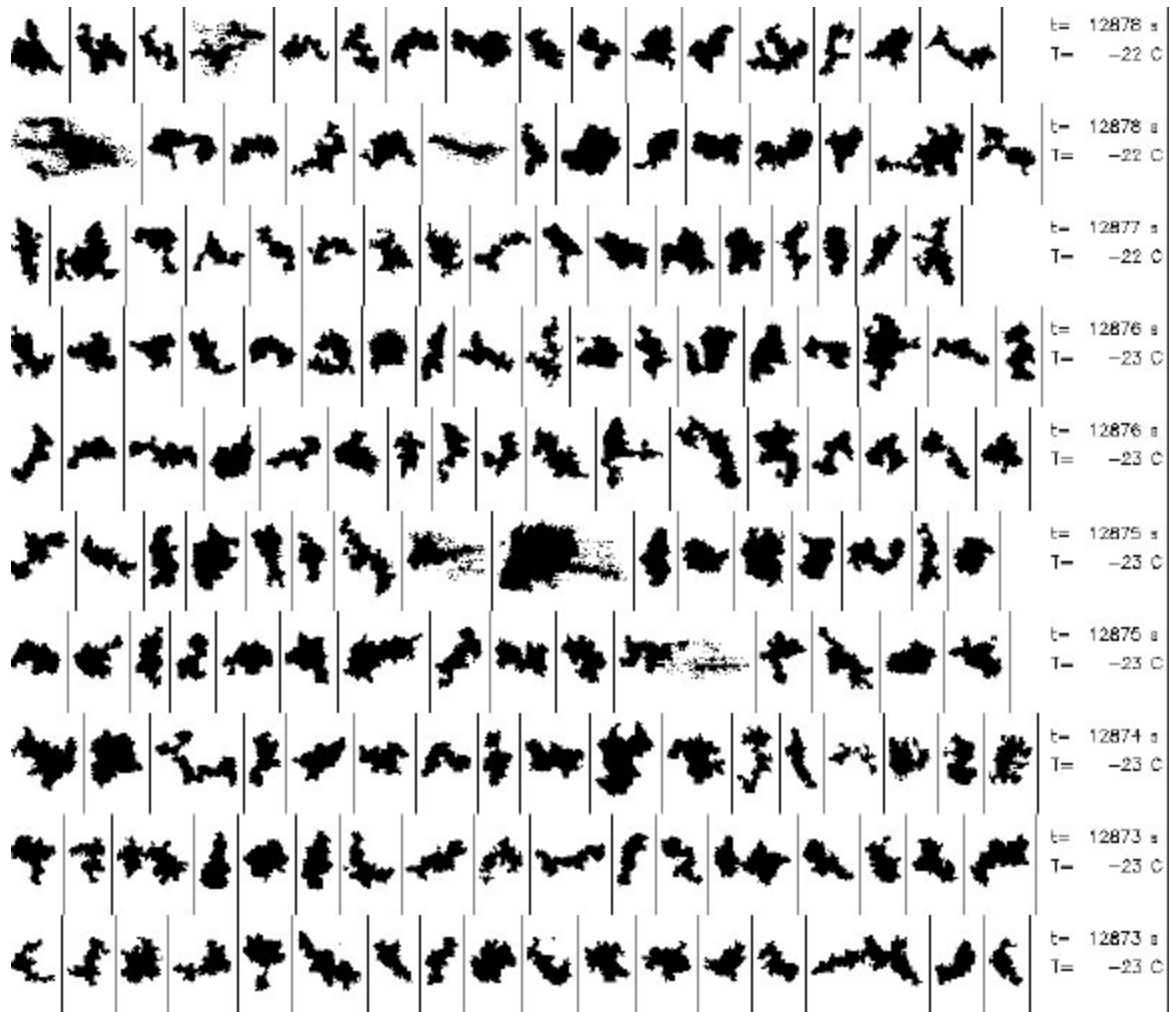 t= 12878 s
T= -22 C
t= 12878 s
T= -22 C
t= 12877 s
T= -22 C
t= 12876 s
T= -23 C
t= 12876 s
T= -23 C
t= 12875 s
T= -23 C
t= 12875 s
T= -23 C
t= 12874 s
T= -23 C
t= 12873 s
T= -23 C
t= 12873 s
T= -23 C